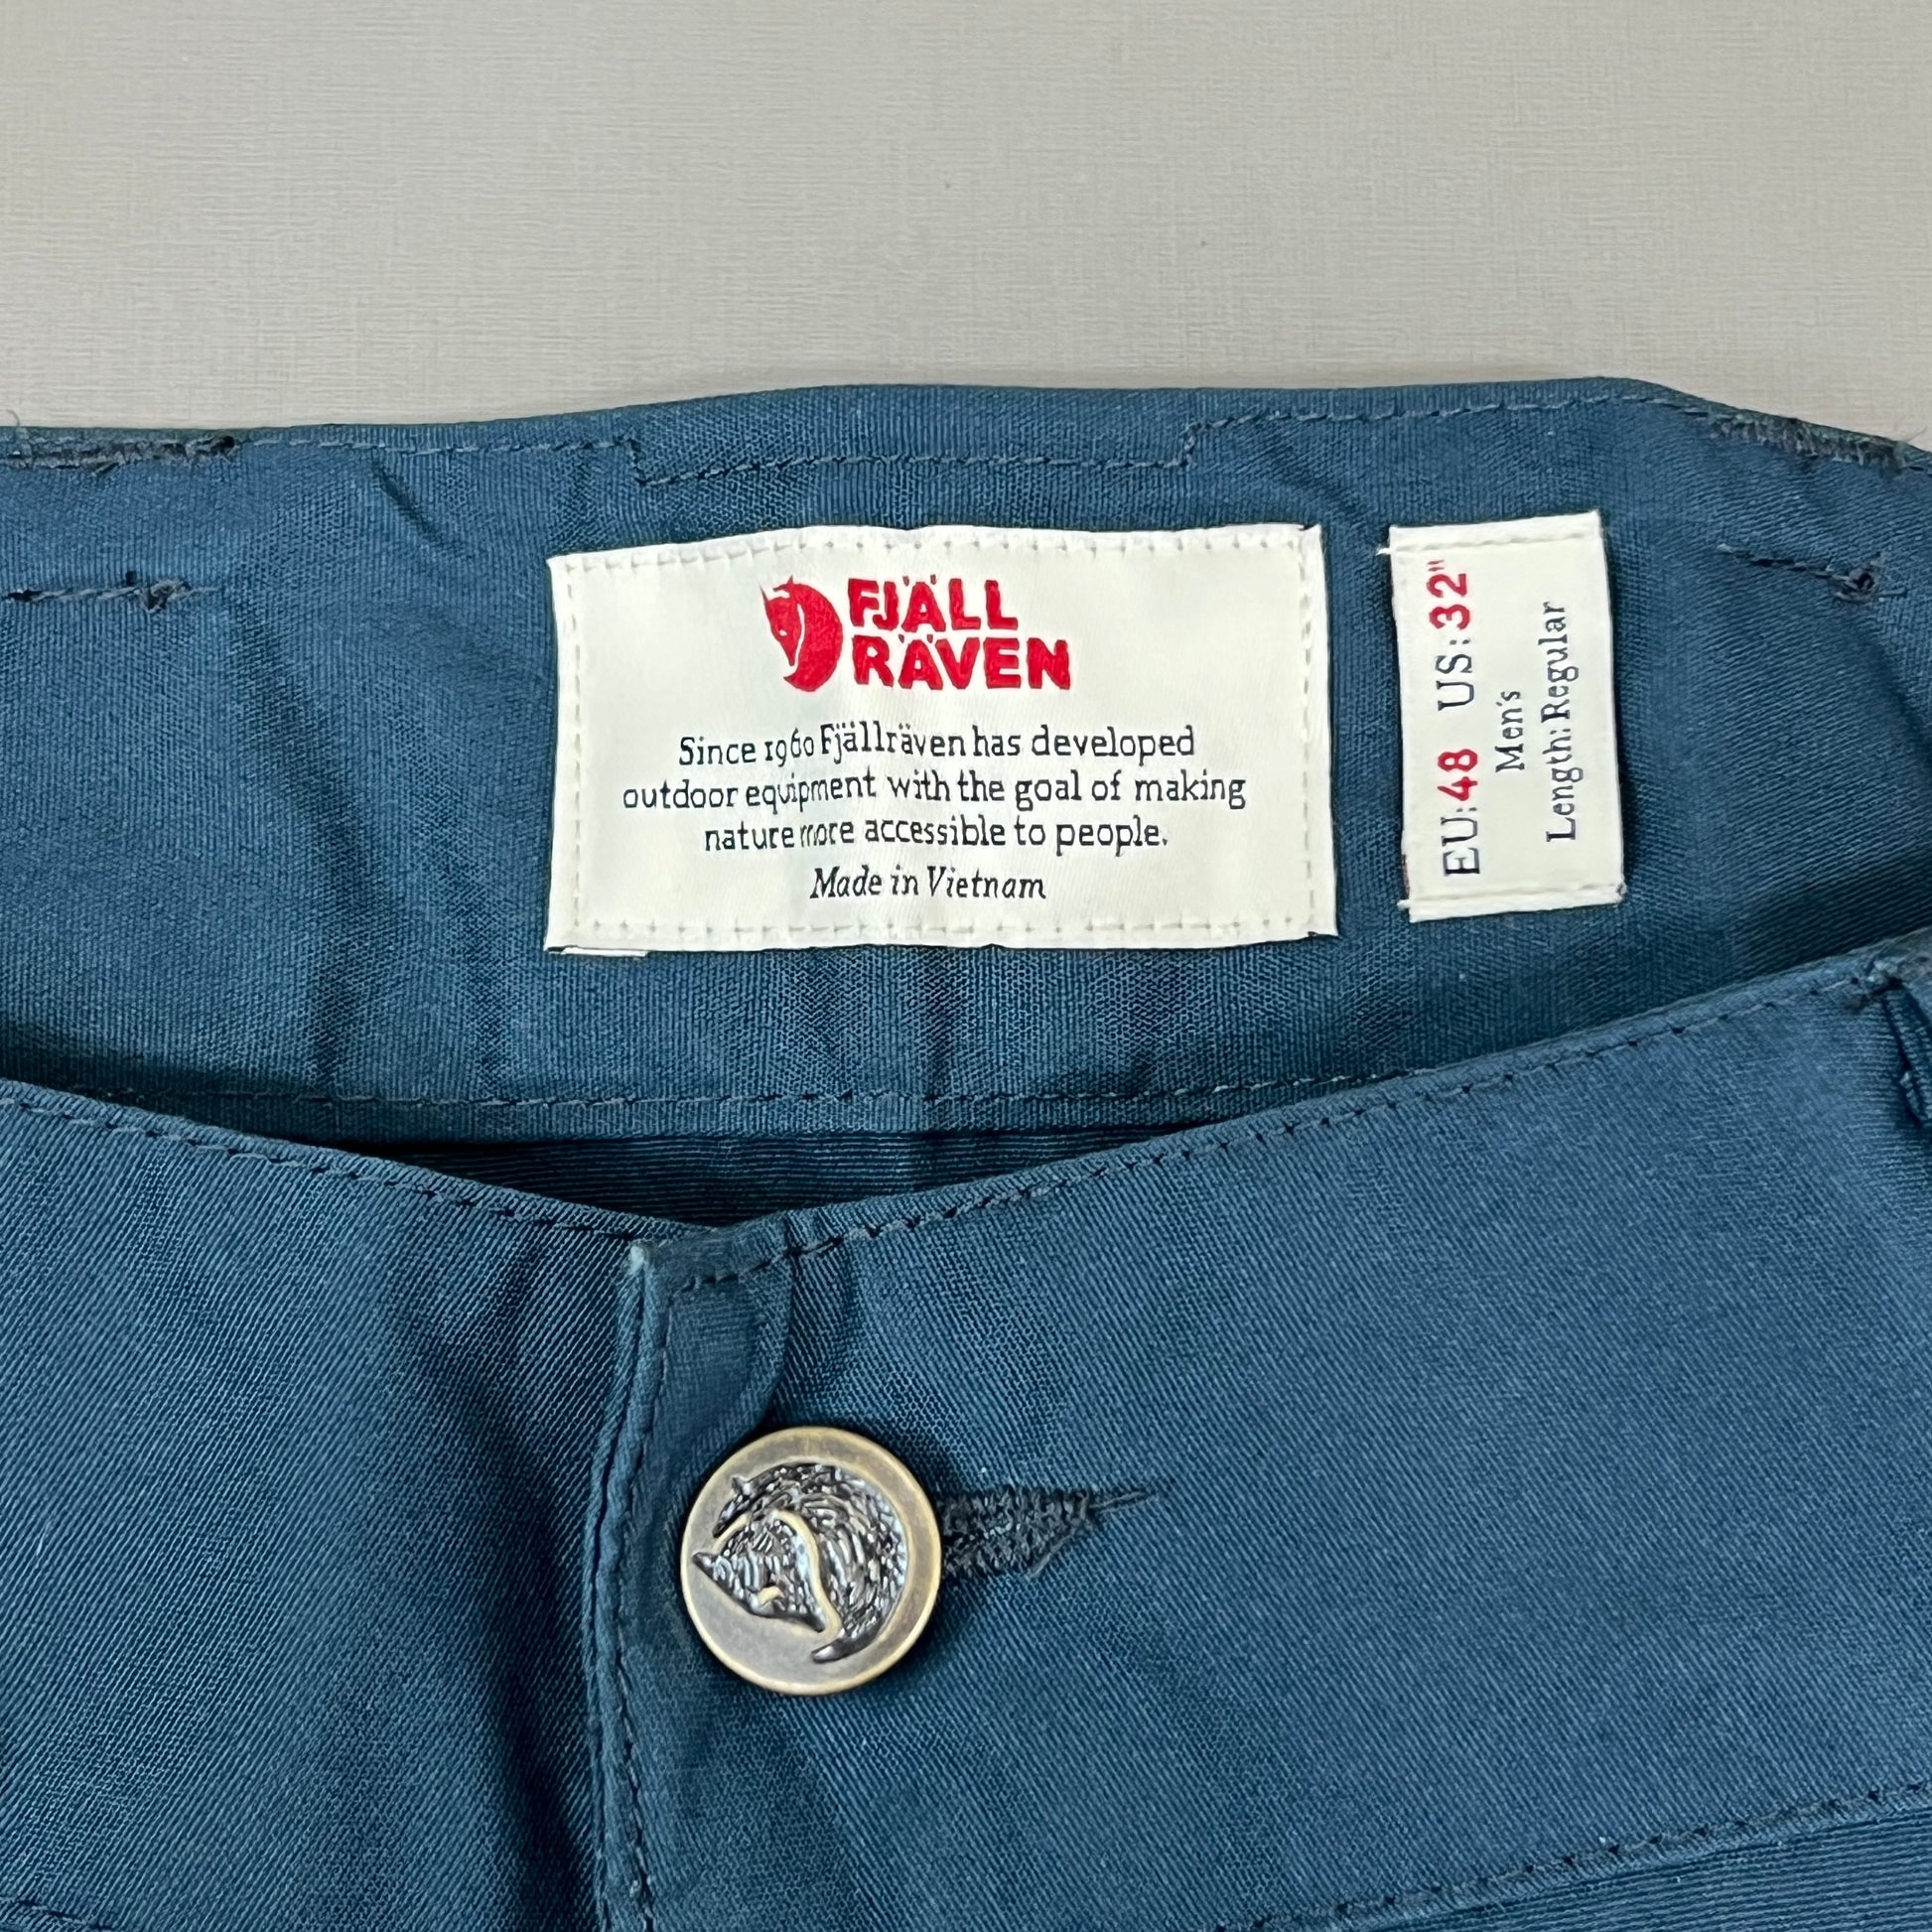 FJÄLL
RÄVEN
Since 1960 Fjällräven has developed
outdoor equipment with the goal of making
nature more accessible to people.
Made in Vietnam
EU: 48 US: 32"
Men's
Length: Regular